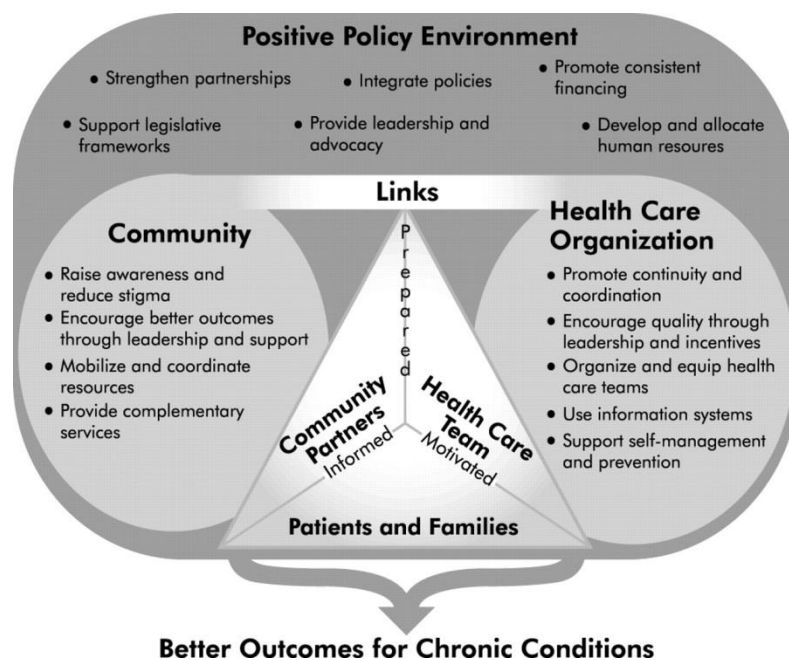 Positive Policy Environment
• Strengthen partnerships
• Integrate policies
• Promote consistent
financing
• Support legislative
frameworks
• Provide leadership and
advocacy
• Develop and allocate
human resoures
Links
Community
• Raise awareness and
reduce stigma
• Encourage better outcomes
through leadership and support
• Mobilize and coordinate
resources
• Provide complementary
services
Prepared
Community
Partners
Informed
Health Care
Team
Motivated
Patients and Families
Health Care
Organization
• Promote continuity and
coordination
• Encourage quality through
leadership and incentives
• Organize and equip health
care teams
• Use information systems
• Support self-management
and prevention
Better Outcomes for Chronic Conditions